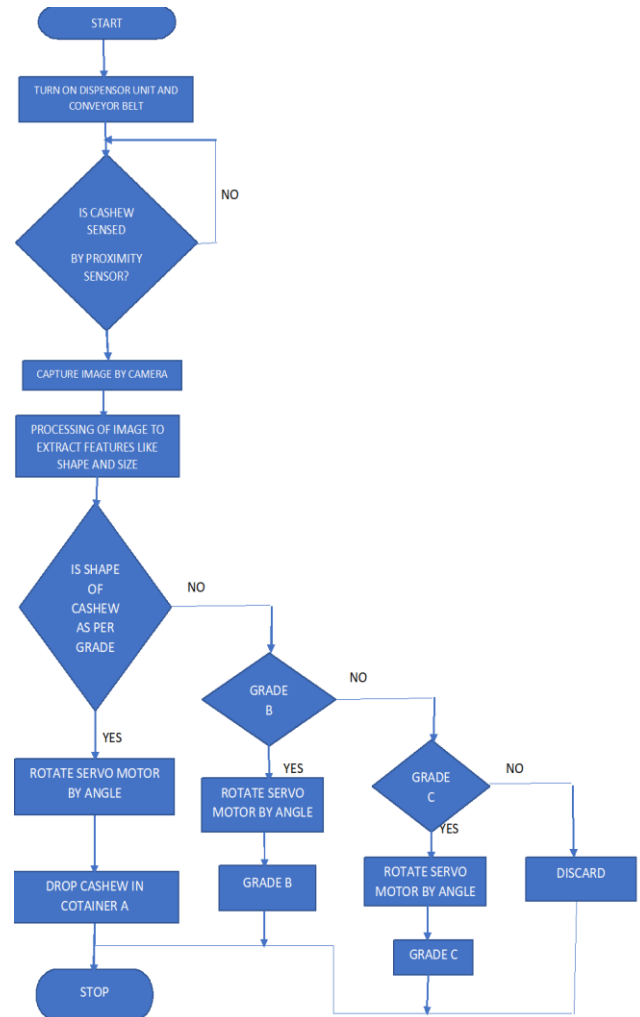 START
TURN ON DISPENSOR UNIT AND
CONVEYOR BELT
NO
IS CASHEW
SENSED
BY PROXIMITY
SENSOR?
CAPTURE IMAGE BY CAMERA
PROCESSING OF IMAGE TO
EXTRACT FEATURES LIKE
SHAPE AND SIZE
IS SHAPE
OF
CASHEW
AS PER
GRADE
NO
GRADE
B
NO
GRADE
C
NO
YES
ROTATE SERVO MOTOR
BY ANGLE
YES
ROTATE SERVO
MOTOR BY ANGLE
YES
ROTATE SERVO
MOTOR BY ANGLE
DISCARD
DROP CASHEW IN
COTAINER A
GRADE B
GRADE C
STOP